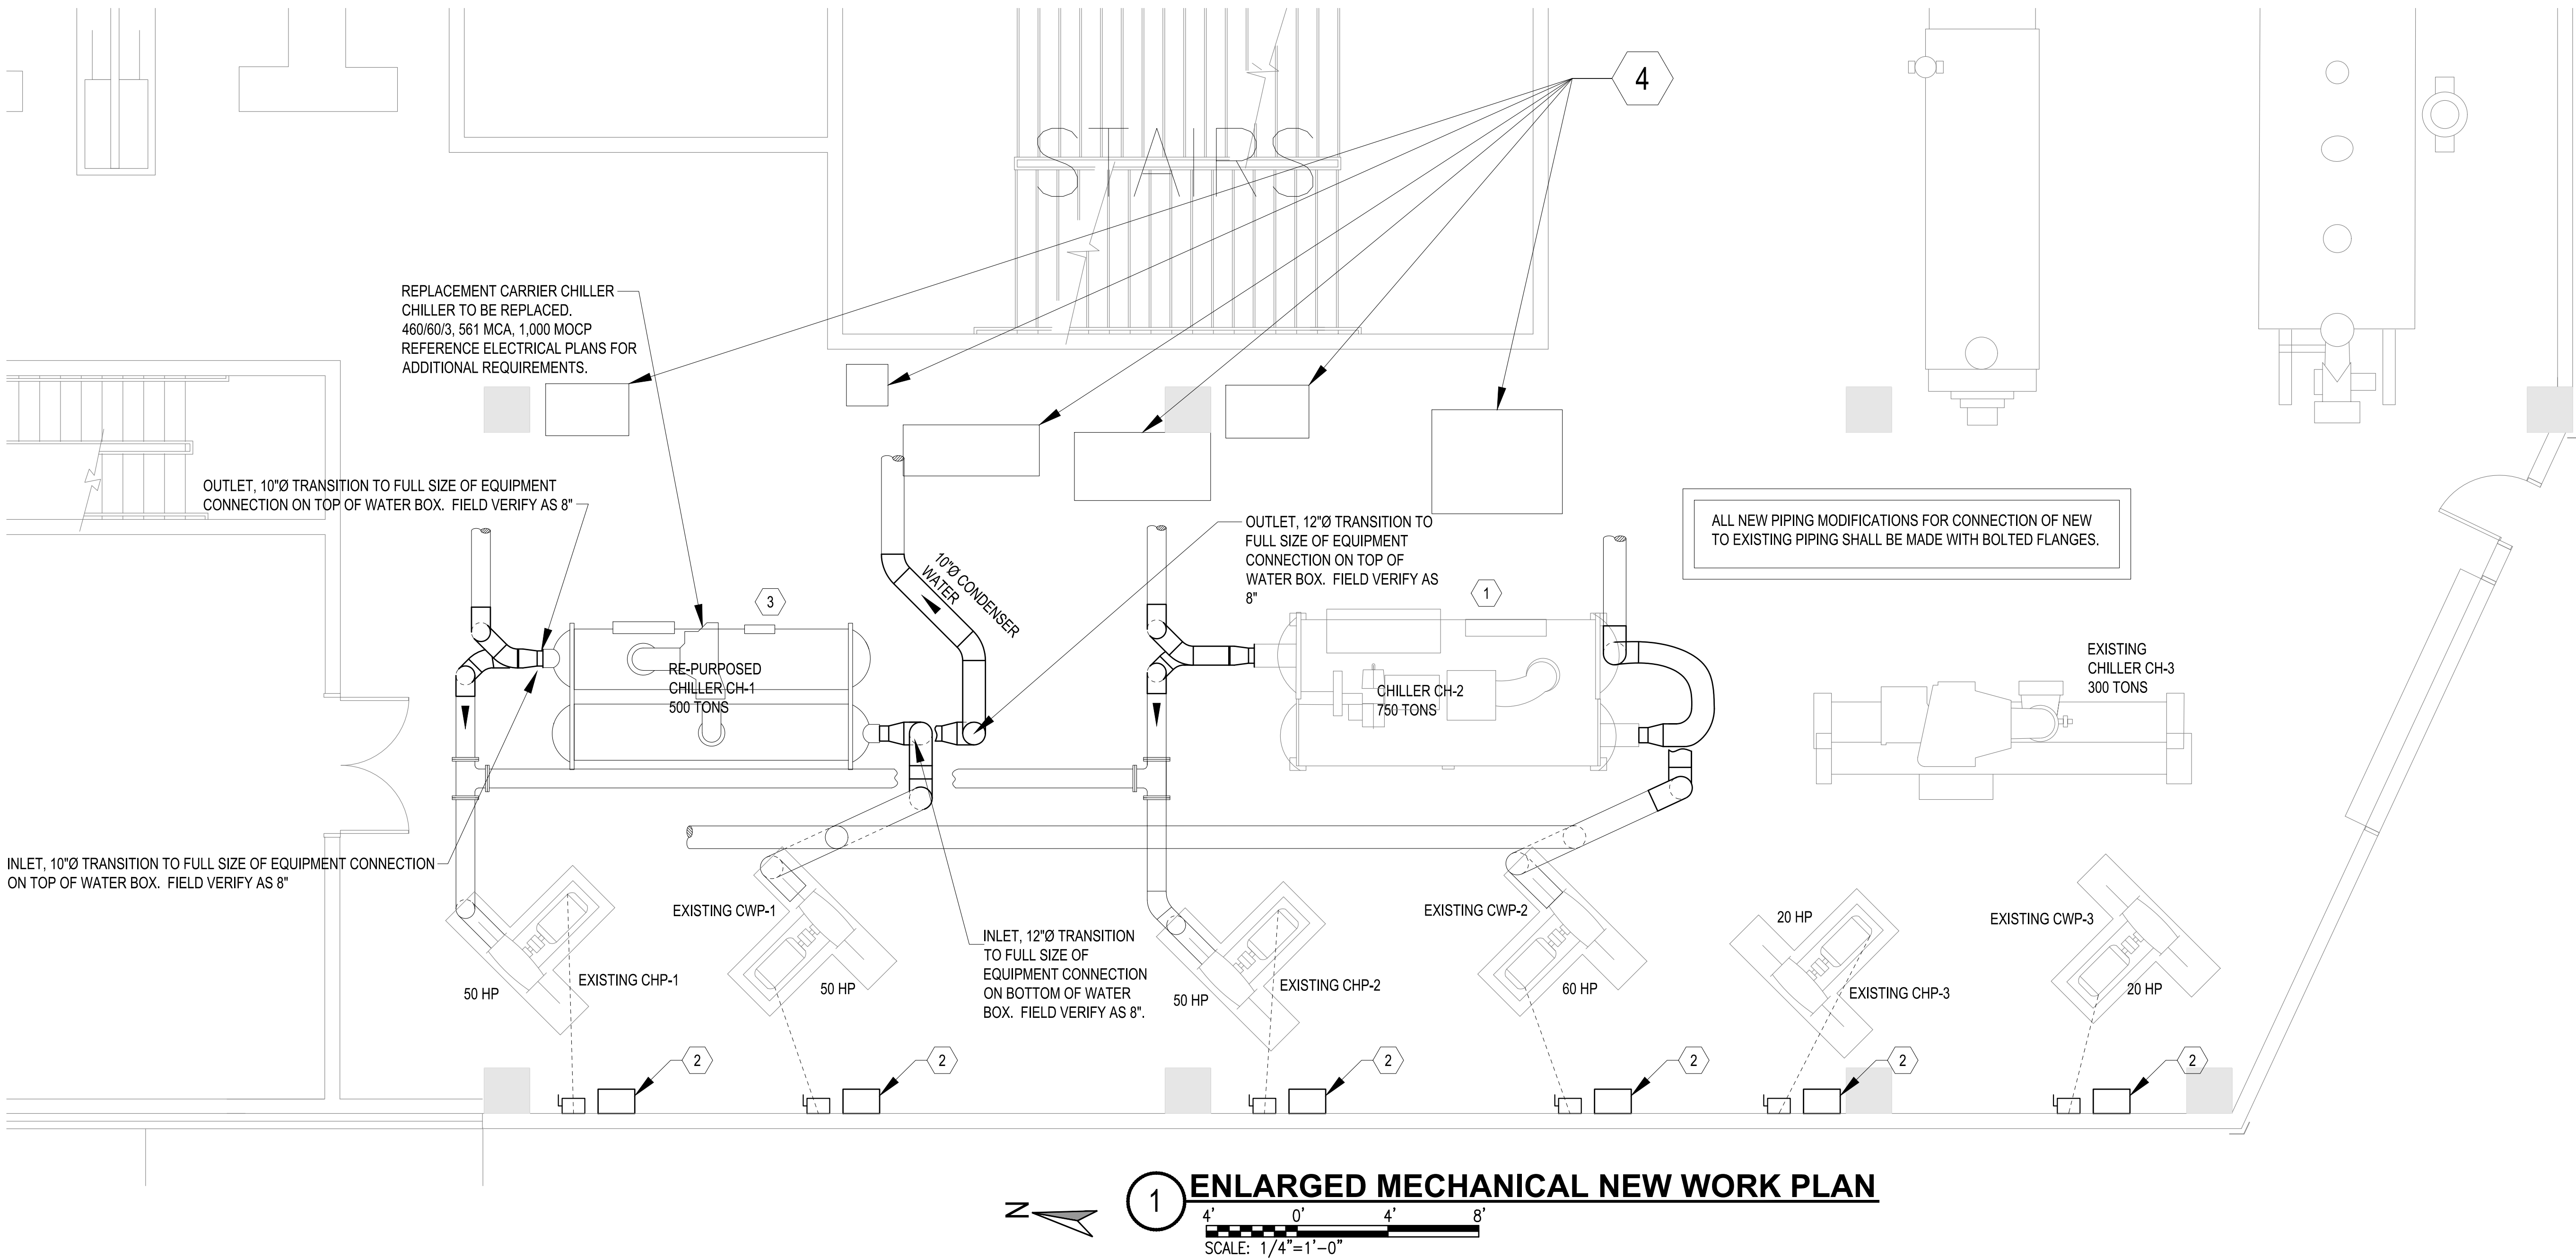 4
STAIRS
REPLACEMENT CARRIER CHILLER
CHILLER TO BE REPLACED.
460/60/3, 561 MCA, 1,000 MOCP
REFERENCE ELECTRICAL PLANS FOR
ADDITIONAL REQUIREMENTS.
OUTLET, 10"Ø TRANSITION TO FULL SIZE OF EQUIPMENT
CONNECTION ON TOP OF WATER BOX. FIELD VERIFY AS 8"
OUTLET, 12"Ø TRANSITION TO
FULL SIZE OF EQUIPMENT
CONNECTION ON TOP OF
WATER BOX. FIELD VERIFY AS
8"
ALL NEW PIPING MODIFICATIONS FOR CONNECTION OF NEW
TO EXISTING PIPING SHALL BE MADE WITH BOLTED FLANGES.
10"Ø CONDENSER
WATER
3
1
RE-PURPOSED
CHILLER CH-1
500 TONS
CHILLER CH-2
750 TONS
EXISTING
CHILLER CH-3
300 TONS
INLET, 10"Ø TRANSITION TO FULL SIZE OF EQUIPMENT CONNECTION
ON TOP OF WATER BOX. FIELD VERIFY AS 8"
EXISTING CWP-1
EXISTING CWP-2
20 HP
EXISTING CWP-3
INLET, 12"Ø TRANSITION
TO FULL SIZE OF
EQUIPMENT CONNECTION
ON BOTTOM OF WATER
BOX. FIELD VERIFY AS 8".
50 HP
EXISTING CHP-1
50 HP
50 HP
EXISTING CHP-2
60 HP
EXISTING CHP-3
20 HP
2
2
2
2
2
2
N
1
ENLARGED MECHANICAL NEW WORK PLAN
4' 0' 4' 8'
SCALE: 1/4"=1'-0"